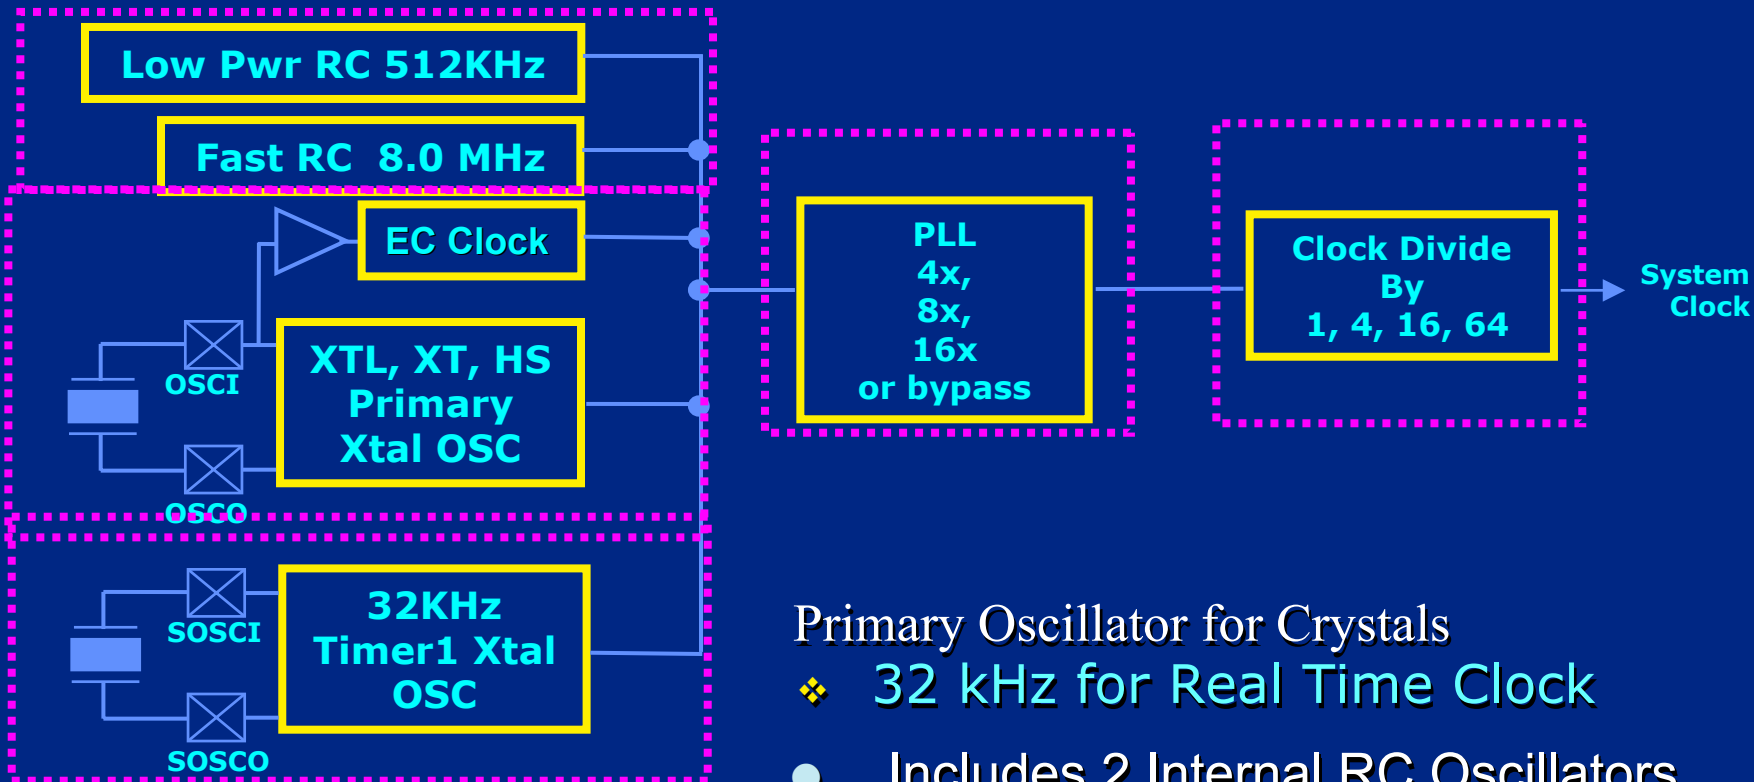 Low Pwr RC 512KHz
Fast RC 8.0 MHz
EC Clock
OSCI
XTL, XT, HS
Primary
Xtal OSC
OSCO
SOSCI
32KHz
Timer1 Xtal
OSC
SOSCO
PLL
4x,
8x,
16x
or bypass
Clock Divide
By
1, 4, 16, 64
System
Clock
Primary Oscillator for Crystals
32 kHz for Real Time Clock
Includes 2 Internal RC Oscillators